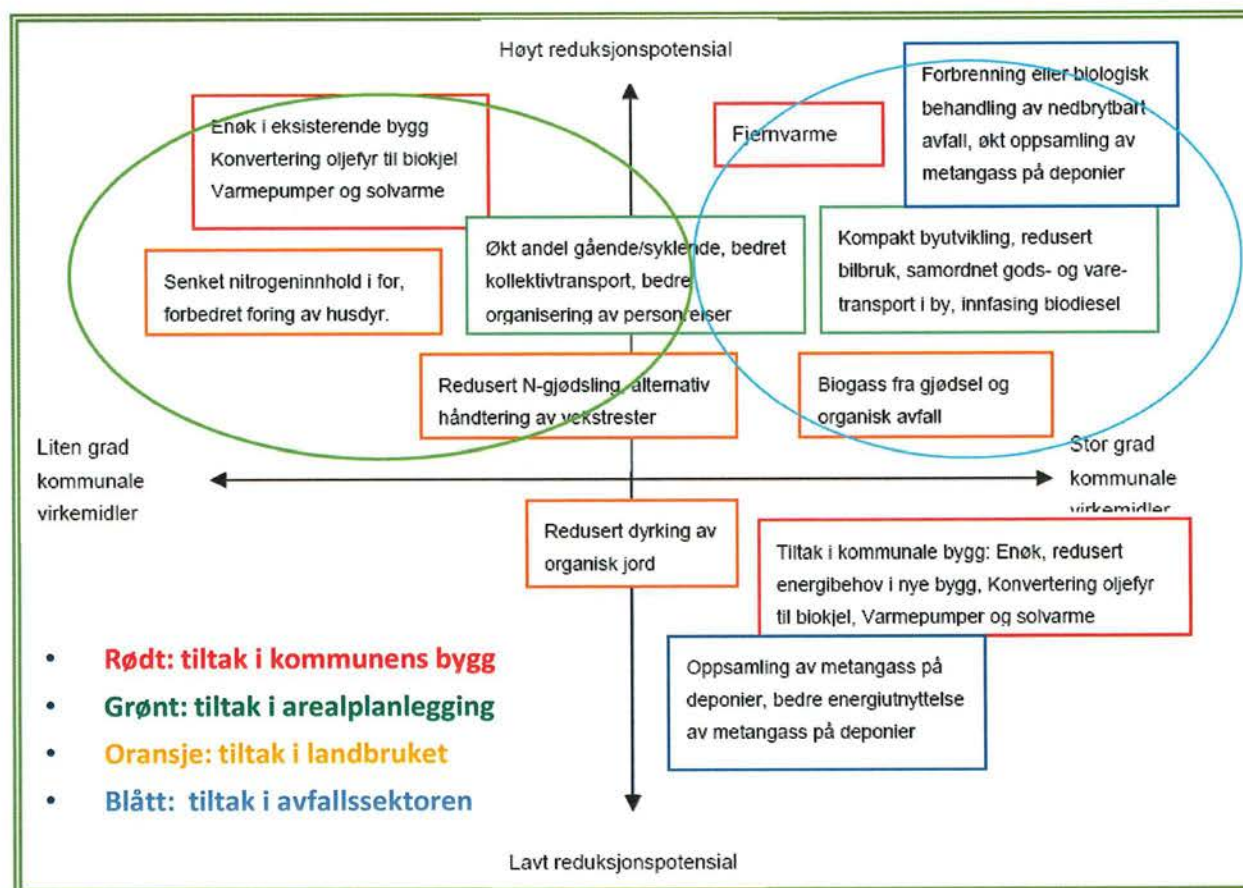 Høyt reduksjonspotensial
Enøk i eksisterende bygg
Konvertering oljefyr til biokjel
Varmepumper og solvarme
Fjernvarme
Forbrenning eller biologisk
behandling av nedbrytbart
avfall, økt oppsamling av
metangass på deponier
Senket nitrogeninnhold i for,
forbedret foring av husdyr.
Økt andel gående/syklende, bedret
kollektivtransport, bedre
organisering av personreiser
Kompakt byutvikling, redusert
bilbruk, samordnet gods- og vare-
transport i by, innfasing biodiesel
Redusert N-gjødsling, alternativ
håndtering av vekstrester
Biogass fra gjødsel og
organisk avfall
Liten grad
kommunale
virkemidler
Stor grad
kommunale
virkemidler
Redusert dyrking av
organisk jord
Tiltak i kommunale bygg: Enøk, redusert
energibehov i nye bygg, Konvertering oljefyr
til biokjel, Varmepumper og solvarme
Oppsamling av metangass på
deponier, bedre energiutnyttelse
av metangass på deponier
• Rødt: tiltak i kommunens bygg
• Grønt: tiltak i arealplanlegging
• Oransje: tiltak i landbruket
• Blått: tiltak i avfallssektoren
Lavt reduksjonspotensial